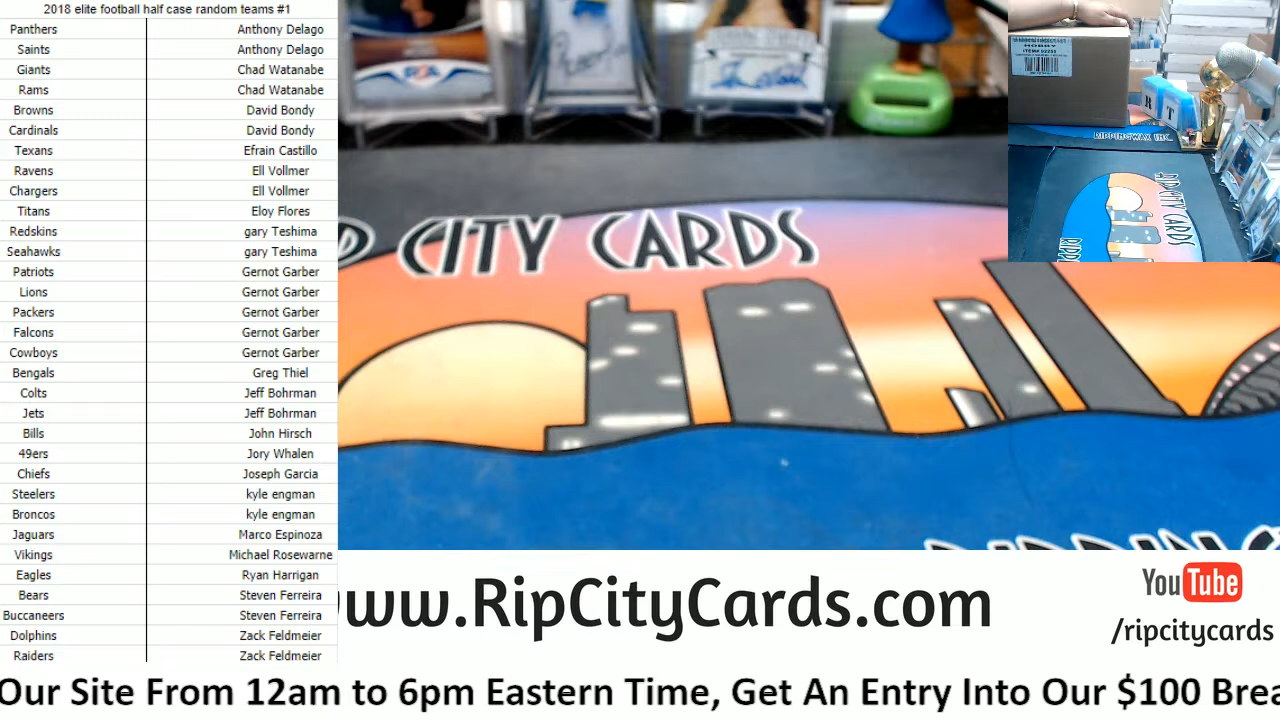 2018 elite football half case random teams #1
Panthers Anthony Delago
Saints Anthony Delago
Giants Chad Watanabe
Rams Chad Watanabe
Browns David Bondy
Cardinals David Bondy
Texans Efrain Castillo
Ravens Ell Vollmer
Chargers Ell Vollmer
Titans Eloy Flores
Redskins gary Teshima
Seahawks gary Teshima
Patriots Gernot Garber
Lions Gernot Garber
Packers Gernot Garber
Falcons Gernot Garber
Cowboys Gernot Garber
Bengals Greg Thiel
Colts Jeff Bohrman
Jets Jeff Bohrman
Bills John Hirsch
49ers Jory Whalen
Chiefs Joseph Garcia
Steelers kyle engman
Broncos kyle engman
Jaguars Marco Espinoza
Vikings Michael Rosewarne
Eagles Ryan Harrigan
Bears Steven Ferreira
Buccaneers Steven Ferreira
Dolphins Zack Feldmeier
Raiders Zack Feldmeier
P CITY CARDS
HOBBY
R T
RIPPINGWAX INC.
RIP CITY CARDS
ww.RipCityCards.com
YouTube
/ripcitycards
Our Site From 12am to 6pm Eastern Time, Get An Entry Into Our $100 Brea